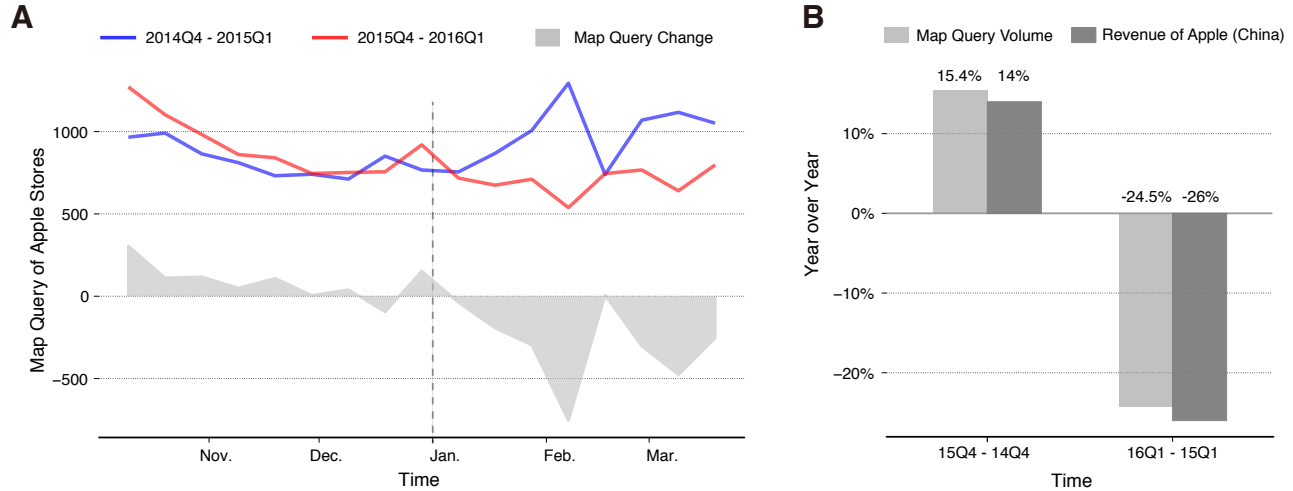 A
2014Q4 - 2015Q1
2015Q4 - 2016Q1
Map Query Change
Map Query of Apple Stores
1000
500
0
−500
Nov.
Dec.
Jan.
Feb.
Mar.
Time
B
Map Query Volume
Revenue of Apple (China)
Year over Year
15.4%
14%
-24.5%
-26%
10%
0%
−10%
−20%
15Q4 - 14Q4
16Q1 - 15Q1
Time